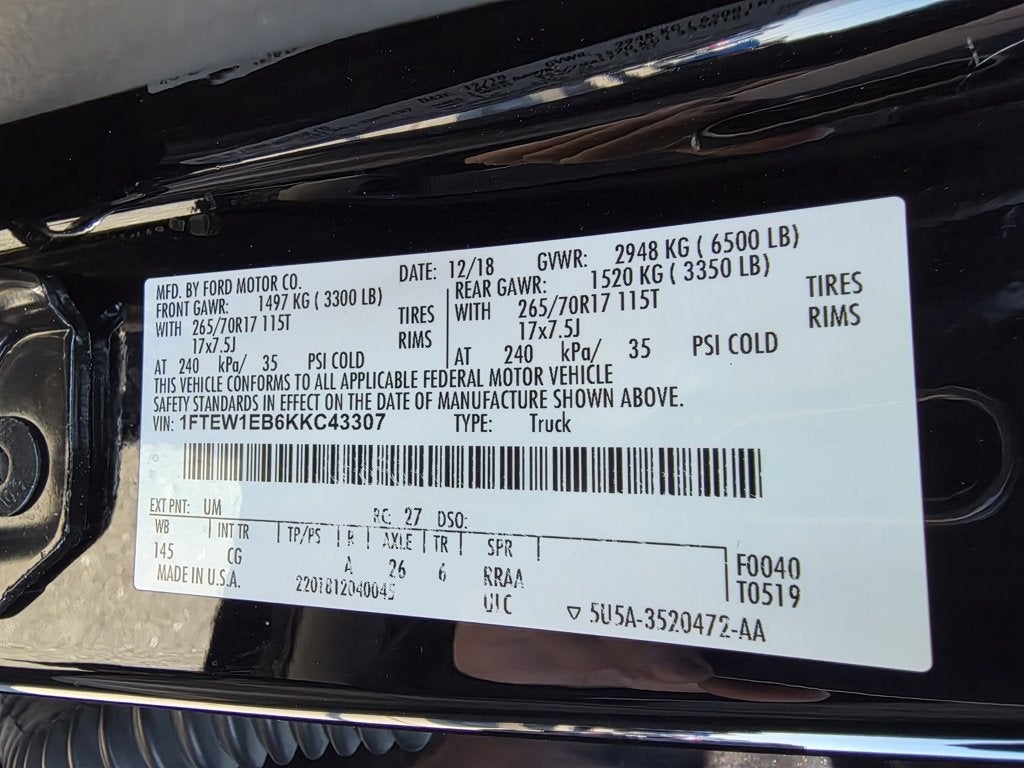 MFD. BY FORD MOTOR CO. DATE: 12/18 GVWR: 2948 KG ( 6500 LB)
FRONT GAWR: 1497 KG ( 3300 LB) REAR GAWR: 1520 KG ( 3350 LB)
WITH 265/70R17 115T TIRES WITH 265/70R17 115T TIRES
17x7.5J RIMS 17x7.5J RIMS
AT 240 kPa/ 35 PSI COLD AT 240 kPa/ 35 PSI COLD
THIS VEHICLE CONFORMS TO ALL APPLICABLE FEDERAL MOTOR VEHICLE
SAFETY STANDARDS IN EFFECT ON THE DATE OF MANUFACTURE SHOWN ABOVE.
VIN: 1FTEW1EB6KKC43307 TYPE: Truck
EXT PNT: UM RC: 27 DSO:
WB INT TR TP/PS R AXLE TR SPR
145 CG A 26 6 RRAA F0040
MADE IN U.S.A. 2201812040045 UIC T0519
▽ 5U5A-3520472-AA